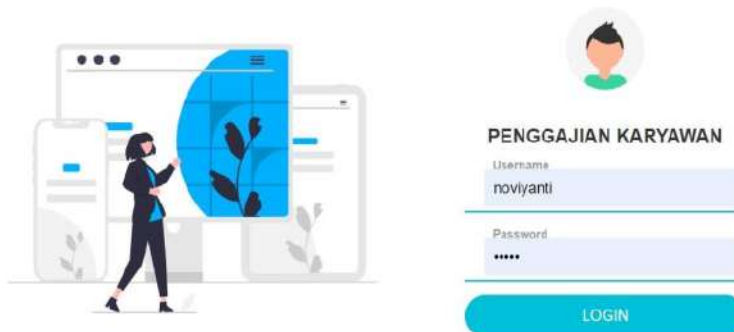 PENGGAJIAN KARYAWAN
Username
noviyanti
Password
•••••
LOGIN